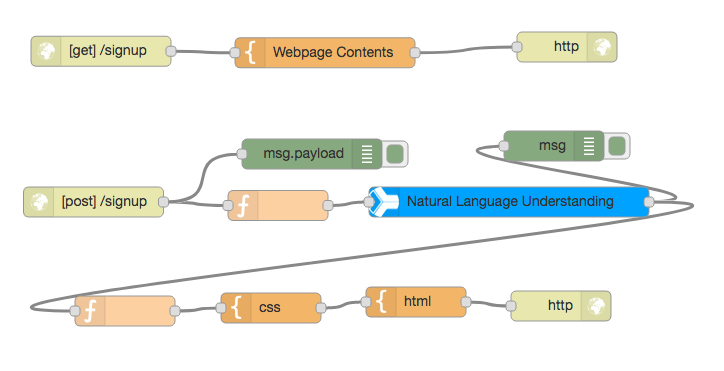 [get] /signup
Webpage Contents
http
msg.payload
msg
[post] /signup
Natural Language Understanding
css
html
http